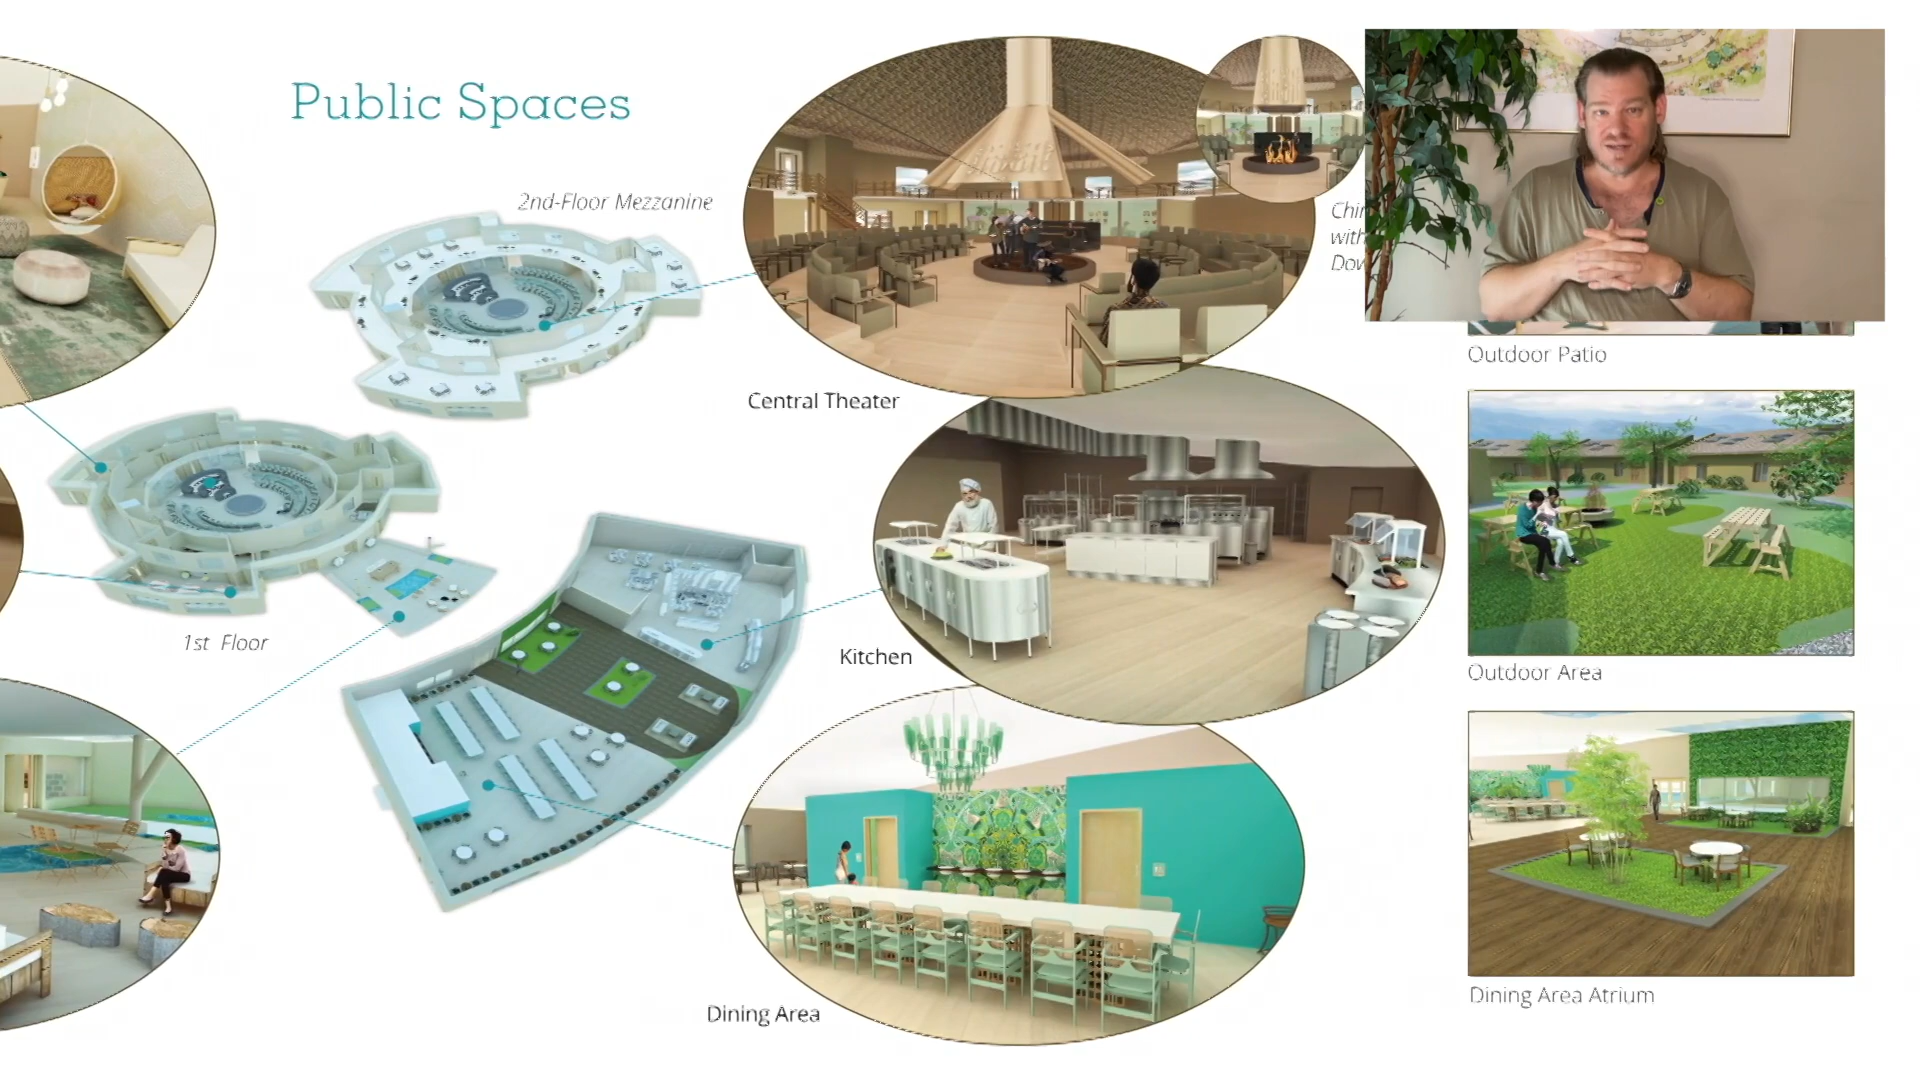 Public Spaces
2nd-Floor Mezzanine
with
Central Theater
Outdoor Patio
1st Floor
Kitchen
Outdoor Area
Dining Area
Dining Area Atrium